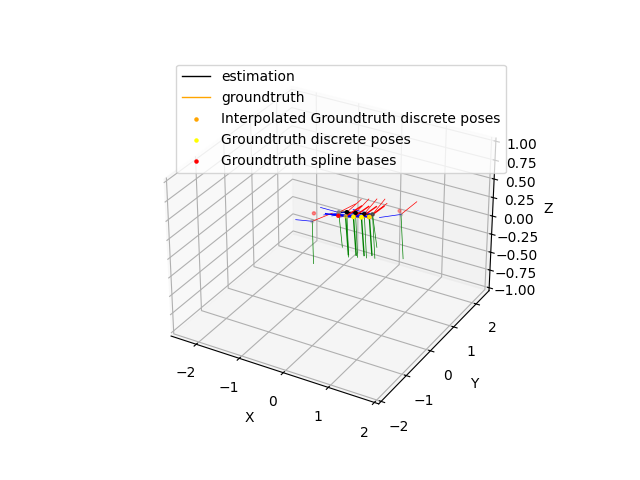 estimation
groundtruth
Interpolated Groundtruth discrete poses
Groundtruth discrete poses
Groundtruth spline bases
1.00
0.75
0.50
0.25
0.00
−0.25
−0.50
−0.75
−1.00
Z
−2
−1
0
1
2
X
−2
−1
0
1
2
Y